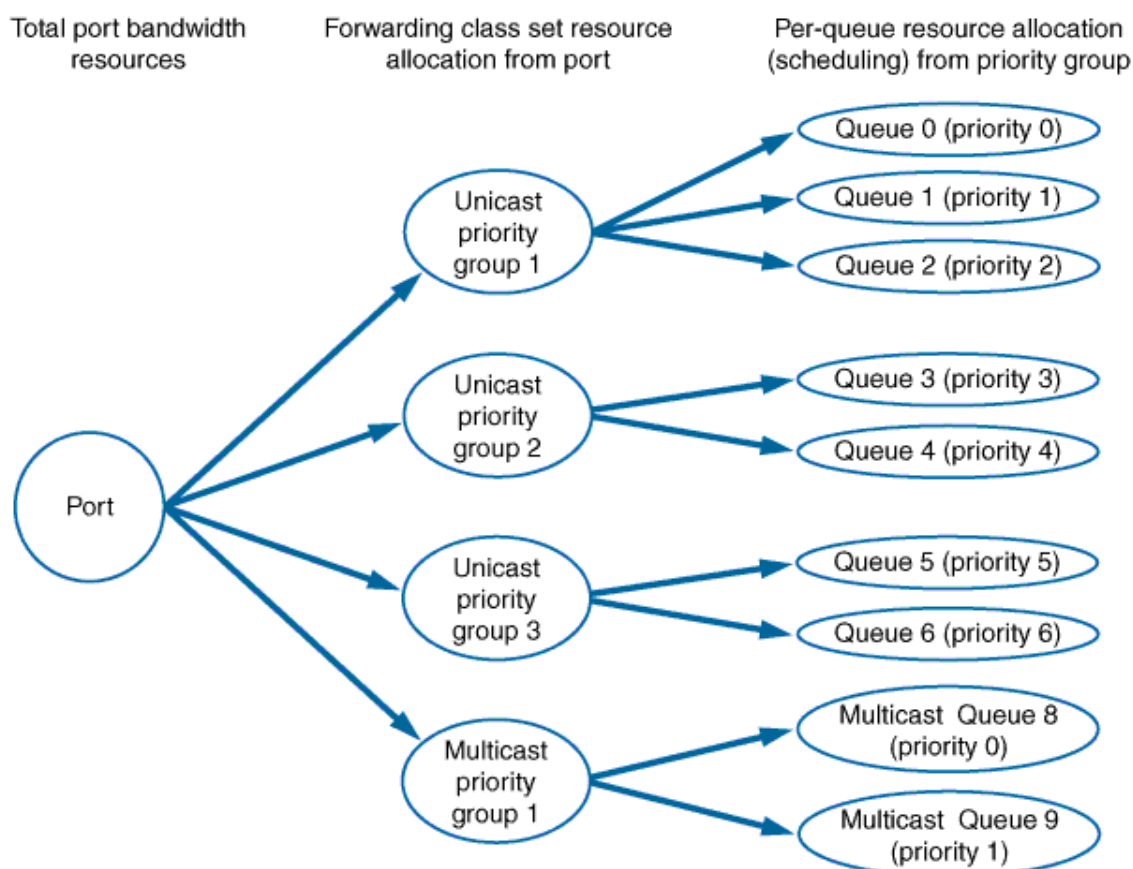 Total port bandwidth
resources
Forwarding class set resource
allocation from port
Per-queue resource allocation
(scheduling) from priority group
Port
Unicast
priority
group 1
Unicast
priority
group 2
Unicast
priority
group 3
Multicast
priority
group 1
Queue 0 (priority 0)
Queue 1 (priority 1)
Queue 2 (priority 2)
Queue 3 (priority 3)
Queue 4 (priority 4)
Queue 5 (priority 5)
Queue 6 (priority 6)
Multicast Queue 8
(priority 0)
Multicast Queue 9
(priority 1)